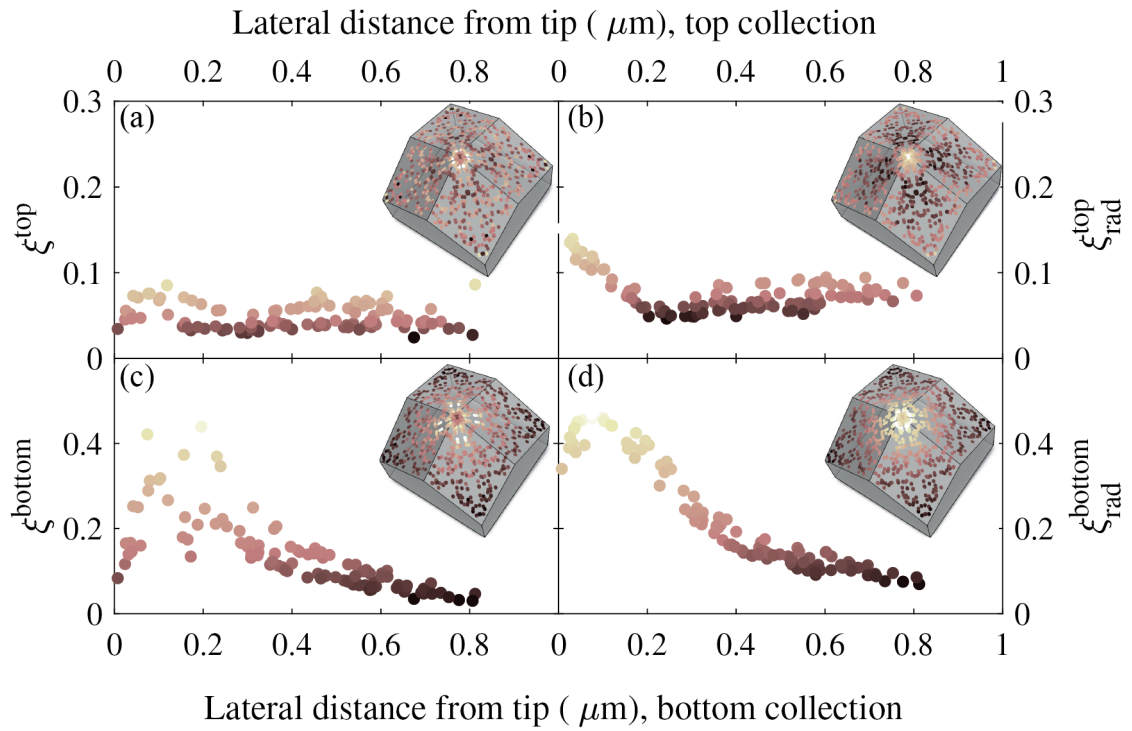 Lateral distance from tip ( μm), top collection
0 0.2 0.4 0.6 0.8 0 0.2 0.4 0.6 0.8 1
0.3 (a) (b) 0.3
0.2 0.2
ξ^top ξ^top_rad
0.1 0.1
0 (c) (d) 0
0.4 0.4
ξ^bottom ξ^bottom_rad
0.2 0.2
0 0
0 0.2 0.4 0.6 0.8 0 0.2 0.4 0.6 0.8 1
Lateral distance from tip ( μm), bottom collection